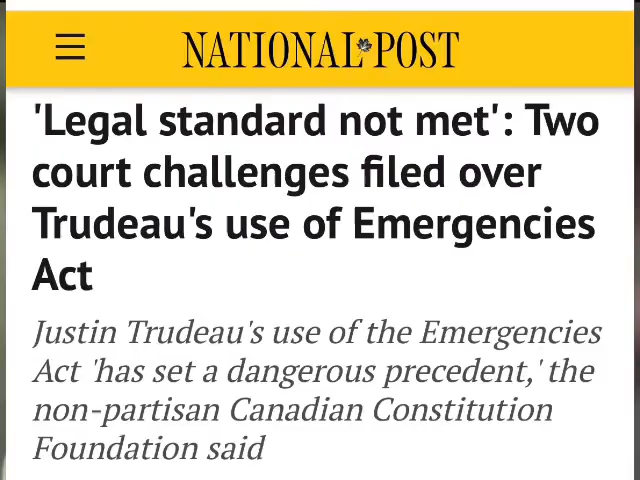 NATIONAL POST
'Legal standard not met': Two
court challenges filed over
Trudeau's use of Emergencies
Act
Justin Trudeau's use of the Emergencies
Act 'has set a dangerous precedent,' the
non-partisan Canadian Constitution
Foundation said